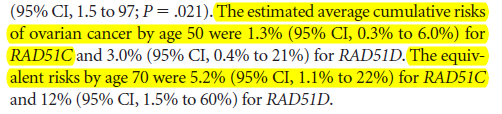 (95% CI, 1.5 to 97; P = .021). The estimated average cumulative risks
of ovarian cancer by age 50 were 1.3% (95% CI, 0.3% to 6.0%) for
RAD51C and 3.0% (95% CI, 0.4% to 21%) for RAD51D. The equiv-
alent risks by age 70 were 5.2% (95% CI, 1.1% to 22%) for RAD51C
and 12% (95% CI, 1.5% to 60%) for RAD51D.